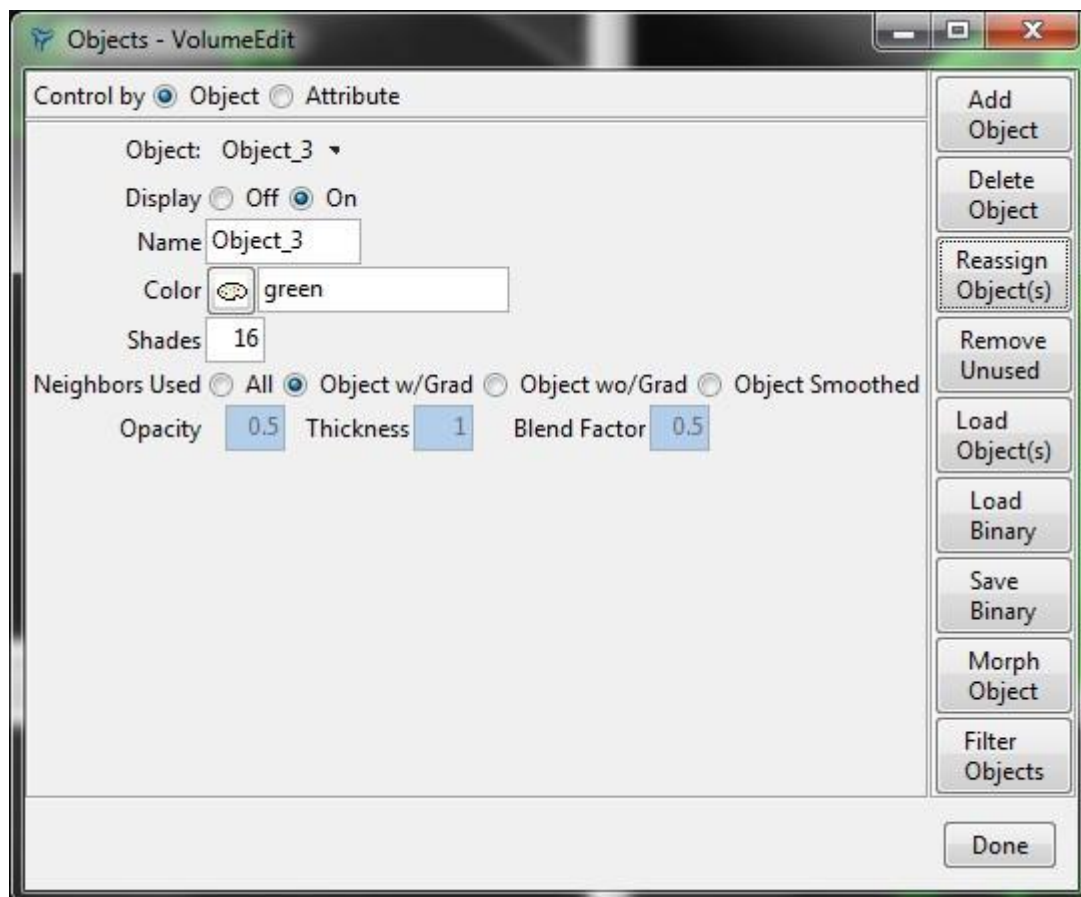 Objects - VolumeEdit
Control by Object Attribute
Object: Object_3
Display Off On
Name Object_3
Color green
Shades 16
Neighbors Used All Object w/Grad Object wo/Grad Object Smoothed
Opacity 0.5 Thickness 1 Blend Factor 0.5
Add
Object
Delete
Object
Reassign
Object(s)
Remove
Unused
Load
Object(s)
Load
Binary
Save
Binary
Morph
Object
Filter
Objects
Done